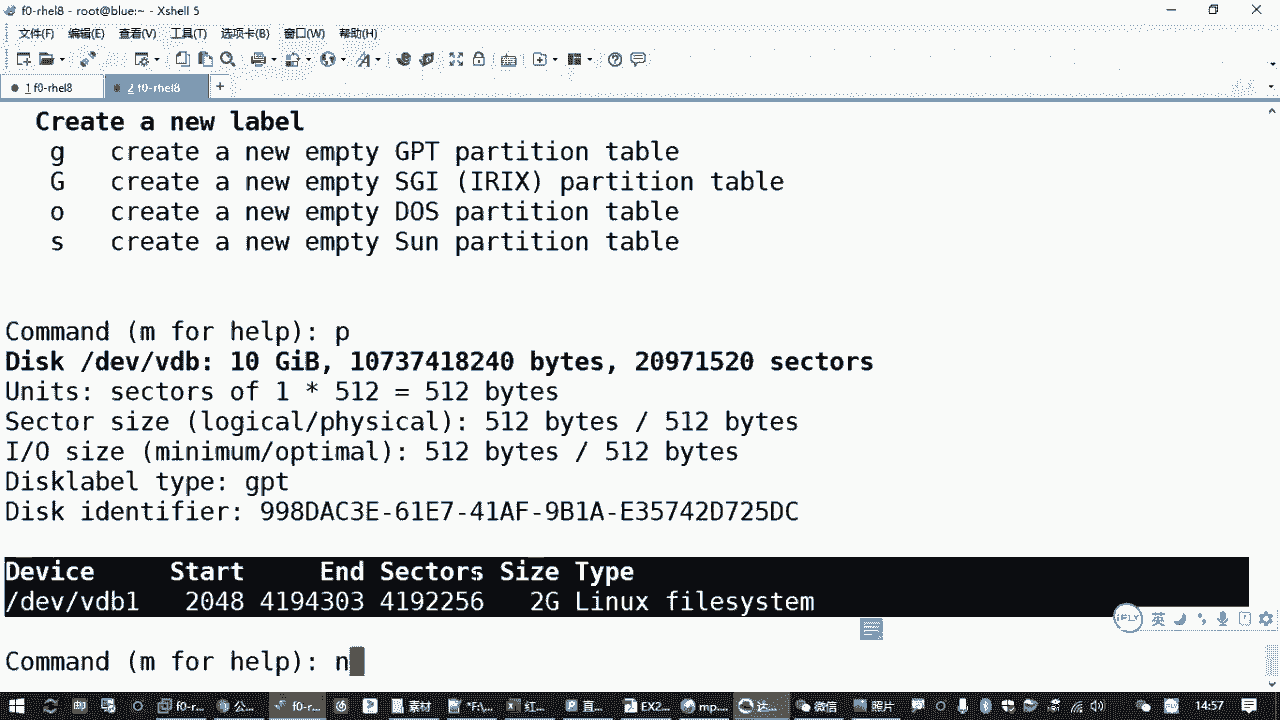 f0-rhel8 - root@blue:~ - Xshell 5
文件(F) 编辑(E) 查看(V) 工具(T) 选项卡(B) 窗口(W) 帮助(H)
1 f0-rhel8 2 f0-rhel8 +
Create a new label
g create a new empty GPT partition table
G create a new empty SGI (IRIX) partition table
o create a new empty DOS partition table
s create a new empty Sun partition table
Command (m for help): p
Disk /dev/vdb: 10 GiB, 10737418240 bytes, 20971520 sectors
Units: sectors of 1 * 512 = 512 bytes
Sector size (logical/physical): 512 bytes / 512 bytes
I/O size (minimum/optimal): 512 bytes / 512 bytes
Disklabel type: gpt
Disk identifier: 998DAC3E-61E7-41AF-9B1A-E35742D725DC
Device Start End Sectors Size Type
/dev/vdb1 2048 4194303 4192256 2G Linux filesystem
iFLY 英
Command (m for help): n
f0-r... 公... f0-r... 素材 *F:\... 红... 直... EX2... mp... 达... 微信 照片 14:57